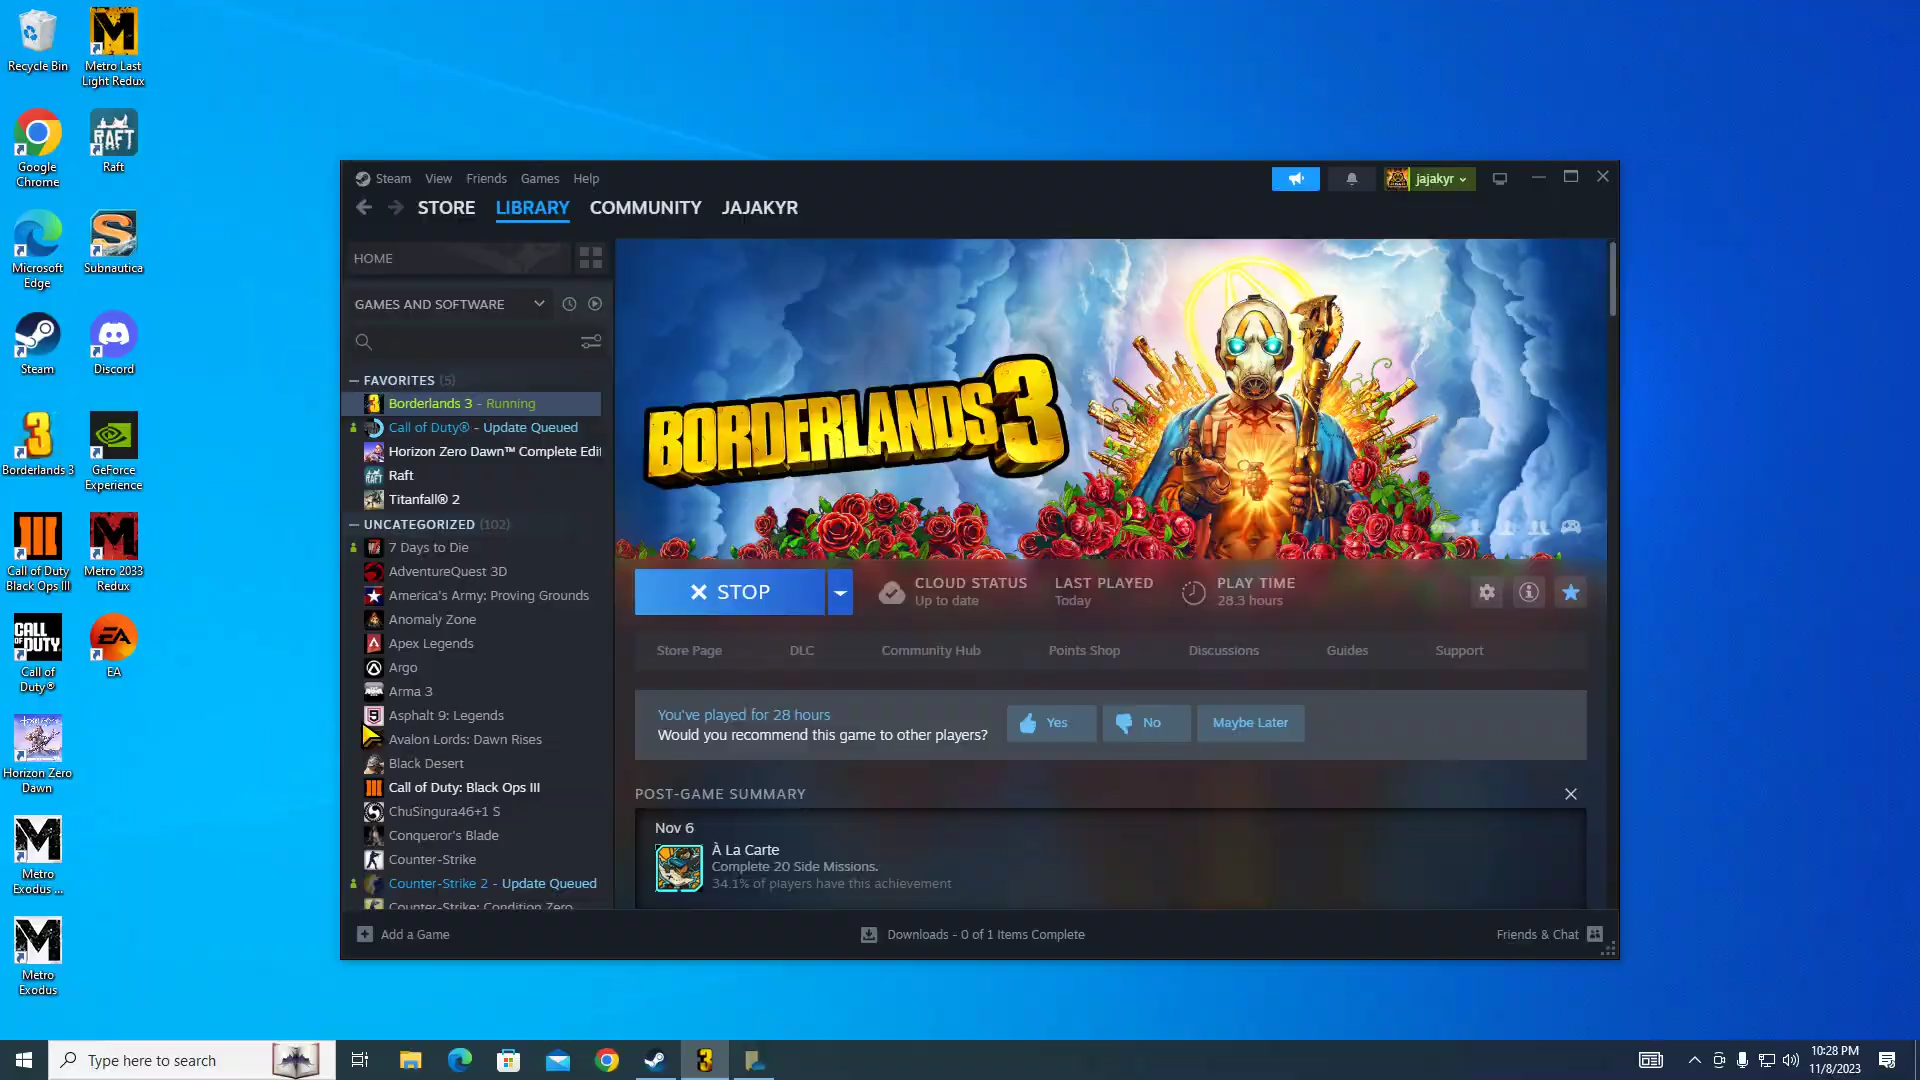 Recycle Bin
Metro Last
Light Redux
Google
Chrome
RAFT
Raft
Microsoft
Edge
Subnautica
Steam
Discord
Borderlands 3
GeForce
Experience
Call of Duty
Black Ops III
Metro 2033
Redux
CALL
OF DUTY
Call of
Duty®
EA
EA
Horizon Zero
Dawn
Metro
Exodus ...
Metro
Exodus
Steam View Friends Games Help
jajakyr
STORE LIBRARY COMMUNITY JAJAKYR
HOME
GAMES AND SOFTWARE
— FAVORITES (5)
Borderlands 3 - Running
Call of Duty® - Update Queued
Horizon Zero Dawn™ Complete Edi
Raft
Titanfall® 2
— UNCATEGORIZED (102)
7 Days to Die
AdventureQuest 3D
America's Army: Proving Grounds
Anomaly Zone
Apex Legends
Argo
Arma 3
Asphalt 9: Legends
Avalon Lords: Dawn Rises
Black Desert
Call of Duty: Black Ops III
ChuSingura46+1 S
Conqueror's Blade
Counter-Strike
Counter-Strike 2 - Update Queued
Counter-Strike: Condition Zero
BORDERLANDS 3
STOP
CLOUD STATUS
Up to date
LAST PLAYED
Today
PLAY TIME
28.3 hours
Store Page DLC Community Hub Points Shop Discussions Guides Support
You've played for 28 hours
Would you recommend this game to other players?
Yes
No
Maybe Later
POST-GAME SUMMARY
Nov 6
À La Carte
Complete 20 Side Missions.
34.1% of players have this achievement
Add a Game
Downloads - 0 of 1 Items Complete
Friends & Chat
Type here to search
10:28 PM
11/8/2023